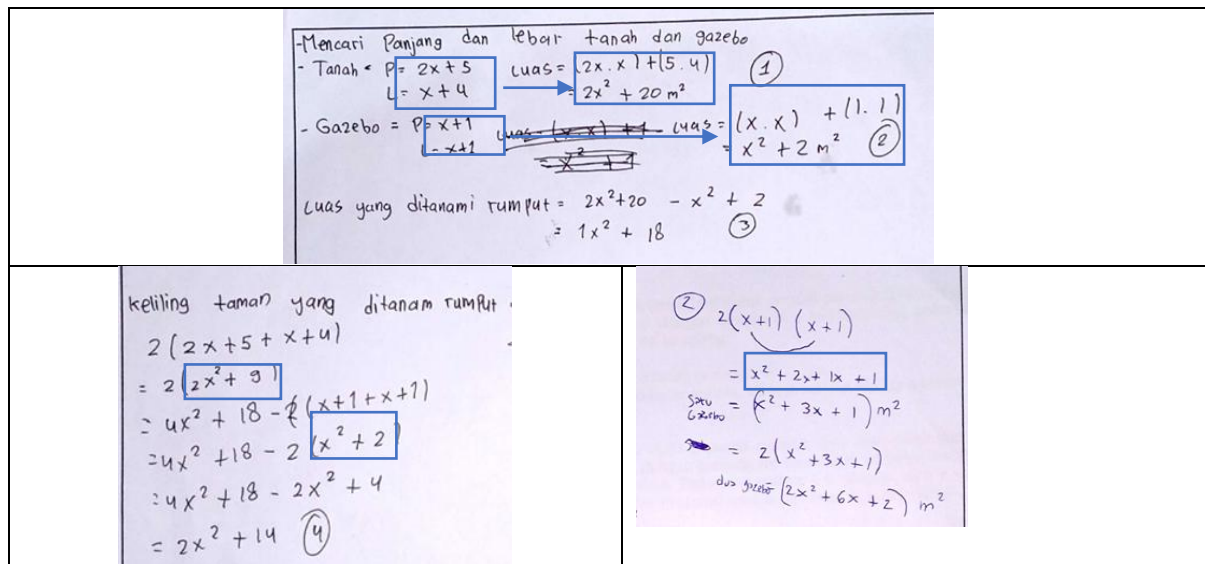 -Mencari Panjang dan lebar tanah dan gazebo
- Tanah = P= 2x + 5 Luas= (2x . x) + (5 . 4) ①
L= x + 4 = 2x² + 20 m²
- Gazebo = P= x+1 Luas = (x . x) + (1 . 1)
L= x+1 = x² + 2 m² ②
Luas yang ditanami rumput = 2x²+20 - x² + 2
= 1x² + 18 ③
keliling taman yang ditanam rumput
2 (2x +5 + x+4)
= 2 (2x² + 9)
= 4x² + 18 - 2 (x+1 + x+1)
= 4x² + 18 - 2 (x² + 2)
= 4x² + 18 - 2x² + 4
= 2x² + 14 ④
② 2(x+1) (x+1)
= x² + 2x + 1x + 1
satu Gazebo = (x² + 3x + 1) m²
= 2(x² + 3x + 1)
dua gazebo = (2x² + 6x + 2) m²